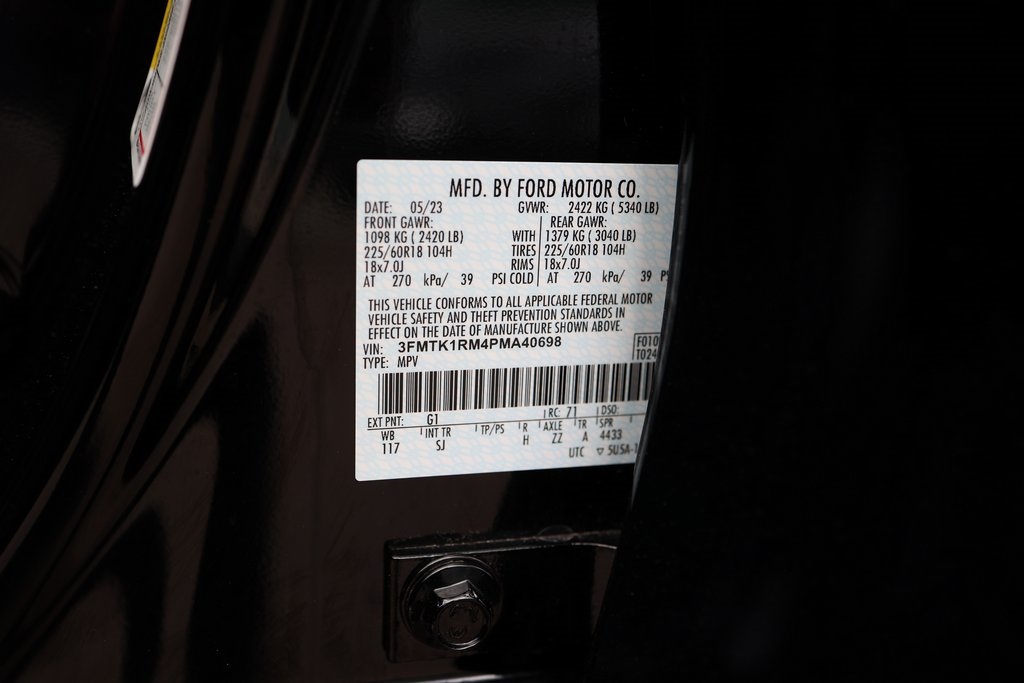 MFD. BY FORD MOTOR CO.
DATE: 05/23 GVWR: 2422 KG ( 5340 LB)
FRONT GAWR: REAR GAWR:
1098 KG ( 2420 LB) WITH 1379 KG ( 3040 LB)
225/60R18 104H TIRES 225/60R18 104H
18x7.0J RIMS 18x7.0J
AT 270 kPa/ 39 PSI COLD AT 270 kPa/ 39
THIS VEHICLE CONFORMS TO ALL APPLICABLE FEDERAL MOTOR
VEHICLE SAFETY AND THEFT PREVENTION STANDARDS IN
EFFECT ON THE DATE OF MANUFACTURE SHOWN ABOVE.
VIN: 3FMTK1RM4PMA40698 F010
TYPE: MPV T024
EXT PNT: G1 RC: 71 DSO:
WB INT TR TP/PS R AXLE TR SPR
117 SJ H ZZ A 4433
UTC ▽ 5USA-